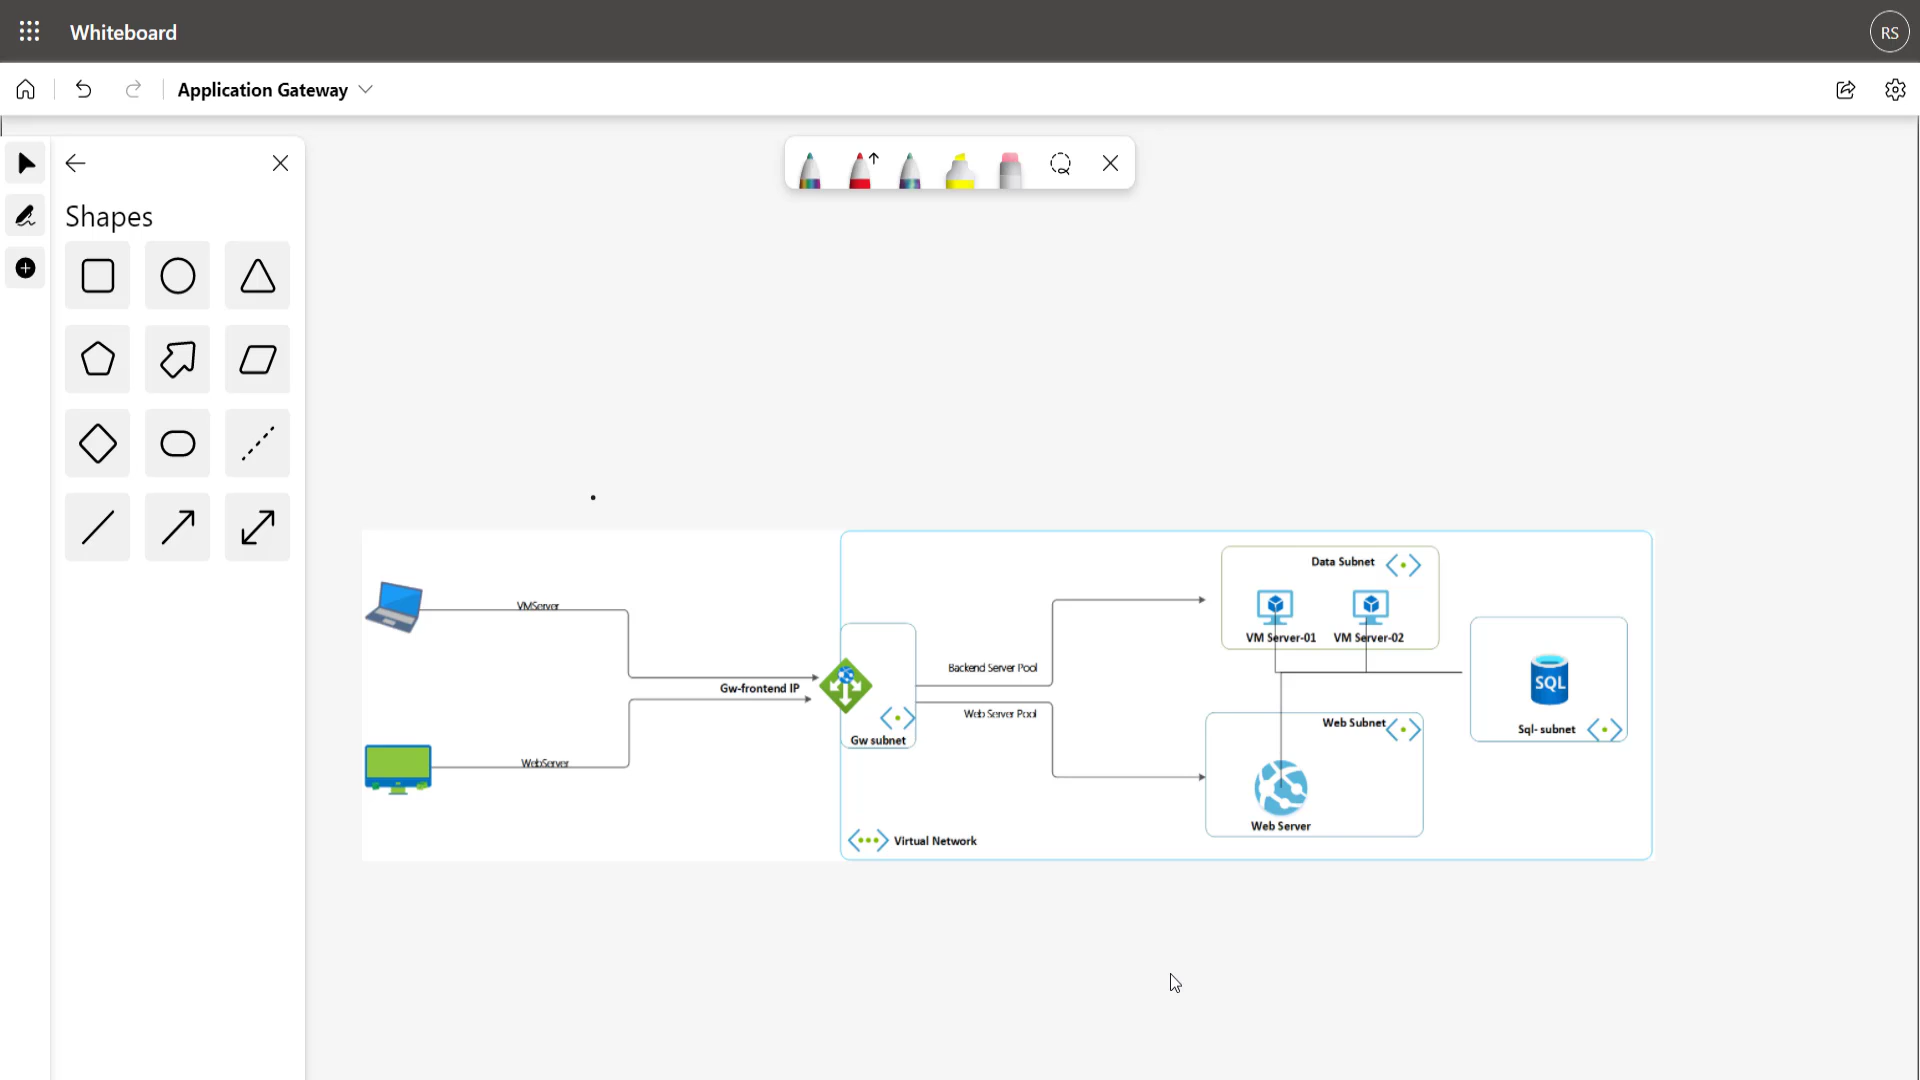 Whiteboard
RS
Application Gateway
Shapes
Data Subnet
VMServer
VM Server-01
VM Server-02
Backend Server Pool
Gw-frontend IP
SQL
Web Server Pool
Web Subnet
Sql- subnet
Gw subnet
WebServer
Web Server
Virtual Network